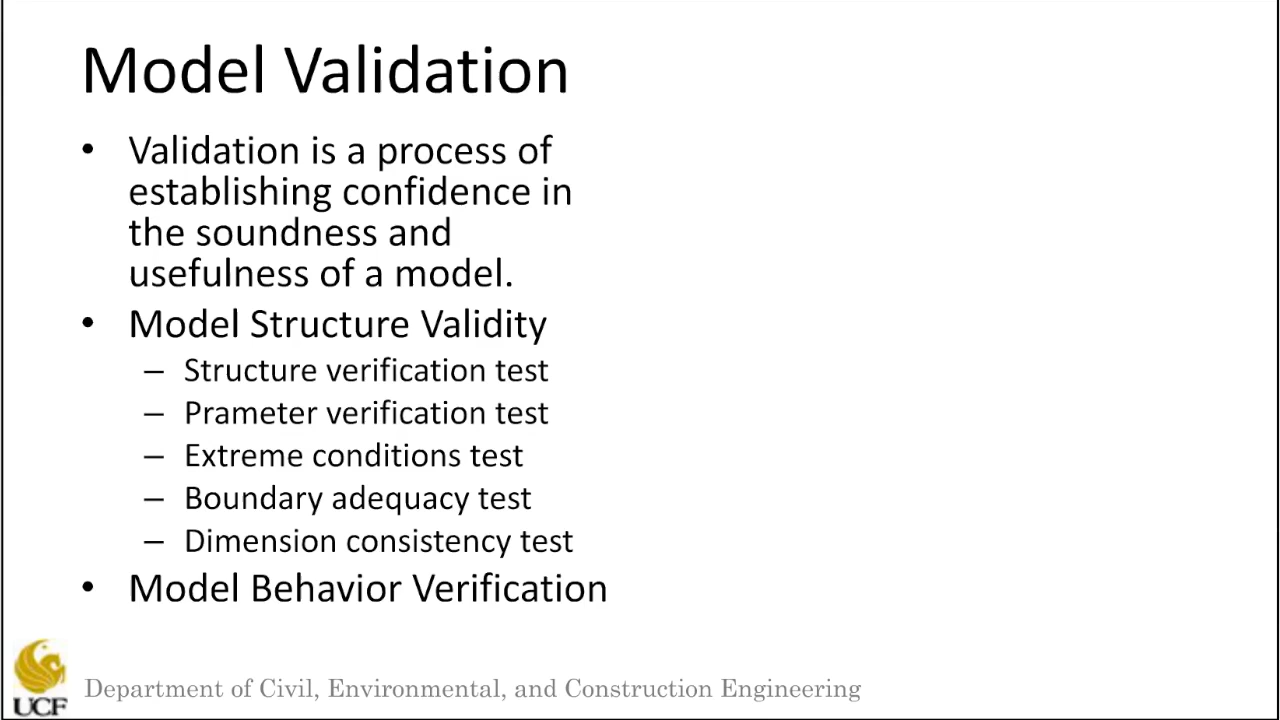 Model Validation
• Validation is a process of
establishing confidence in
the soundness and
usefulness of a model.
• Model Structure Validity
– Structure verification test
– Prameter verification test
– Extreme conditions test
– Boundary adequacy test
– Dimension consistency test
• Model Behavior Verification
Department of Civil, Environmental, and Construction Engineering
UCF